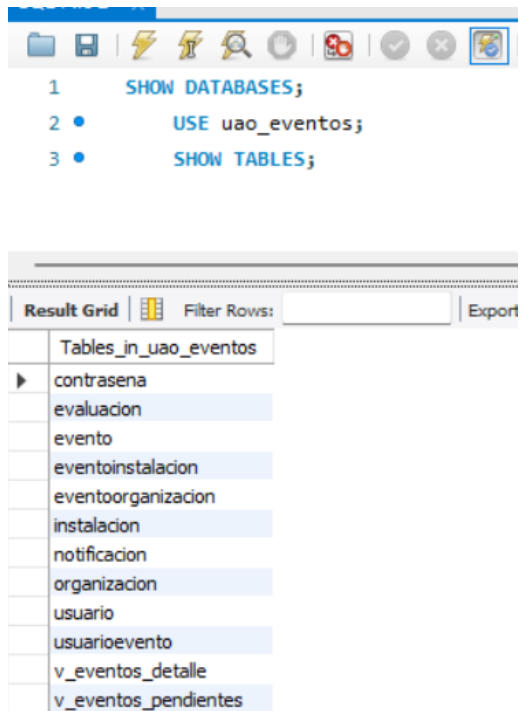 1 SHOW DATABASES;
2 USE uao_eventos;
3 SHOW TABLES;
Result Grid Filter Rows: Export
Tables_in_uao_eventos
contrasena
evaluacion
evento
eventoinstalacion
eventoorganizacion
instalacion
notificacion
organizacion
usuario
usuarioevento
v_eventos_detalle
v_eventos_pendientes